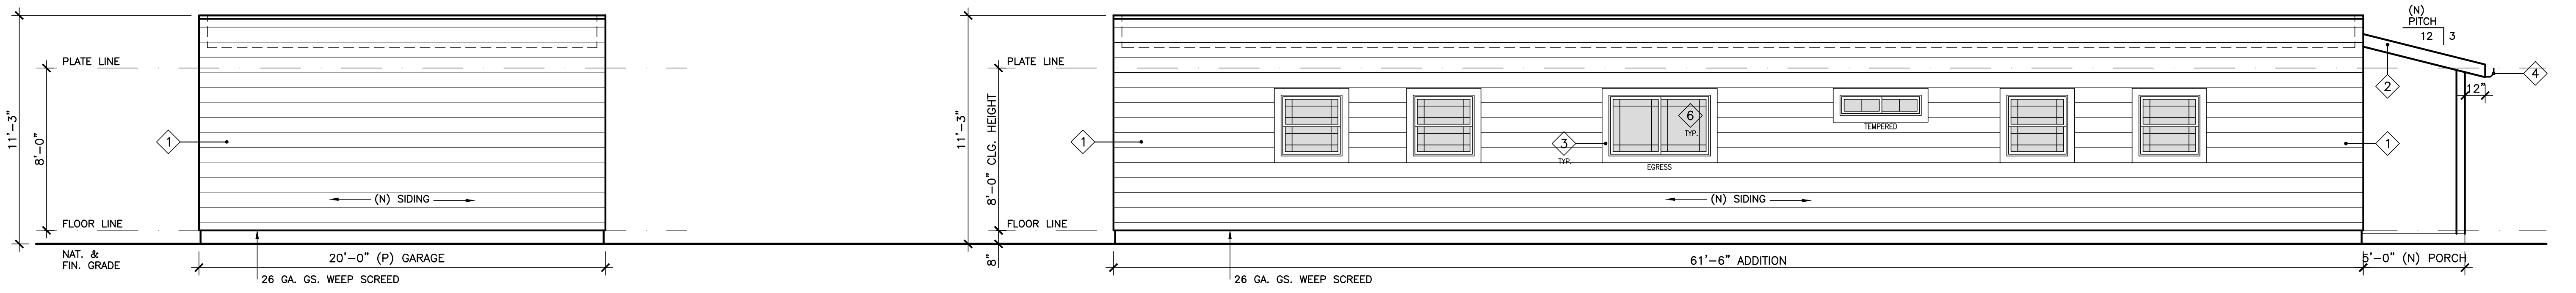 11'-3"
8'-0"
PLATE LINE
1
FLOOR LINE
NAT. &
FIN. GRADE
(N) SIDING
20'-0" (P) GARAGE
26 GA. GS. WEEP SCREED
11'-3"
8'-0" CLG. HEIGHT
8"
PLATE LINE
1
FLOOR LINE
3
TYP.
6
TYP.
EGRESS
TEMPERED
(N) SIDING
61'-6" ADDITION
26 GA. GS. WEEP SCREED
(N)
PITCH
12
3
2
4
12"
1
5'-0" (N) PORCH